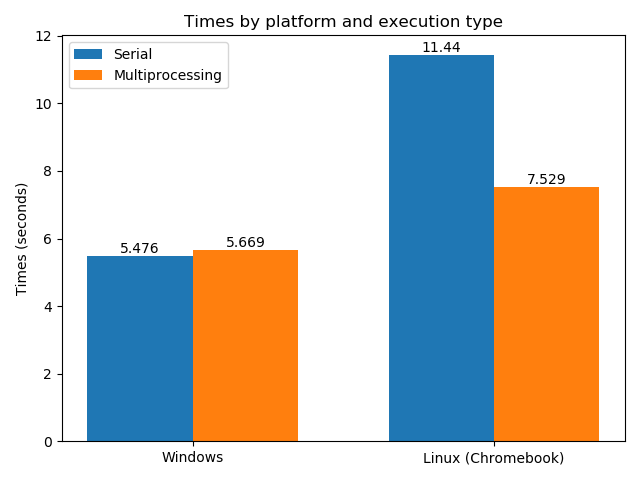 Times by platform and execution type
Serial
Multiprocessing
Times (seconds)
12
10
8
6
4
2
0
5.476
5.669
11.44
7.529
Windows
Linux (Chromebook)